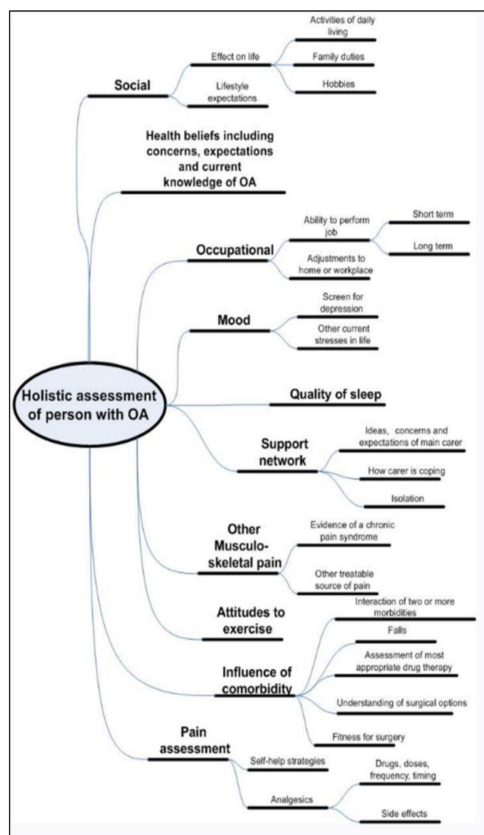 Activities of daily
living
Effect on life
Family duties
Social
Lifestyle
expectations
Hobbies
Health beliefs including
concerns, expectations
and current
knowledge of OA
Ability to perform
job
Short term
Long term
Occupational
Adjustments to
home or workplace
Screen for
depression
Mood
Other current
stresses in life
Holistic assessment
of person with OA
Quality of sleep
Support
network
Ideas, concerns and
expectations of main carer
How carer is coping
Isolation
Other
Musculo-
skeletal pain
Evidence of a chronic
pain syndrome
Other treatable
source of pain
Attitudes to
exercise
Influence of
comorbidity
Interaction of two or more
morbidities
Falls
Assessment of most
appropriate drug therapy
Understanding of surgical options
Fitness for surgery
Pain
assessment
Self-help strategies
Analgesics
Drugs, doses,
frequency, timing
Side effects